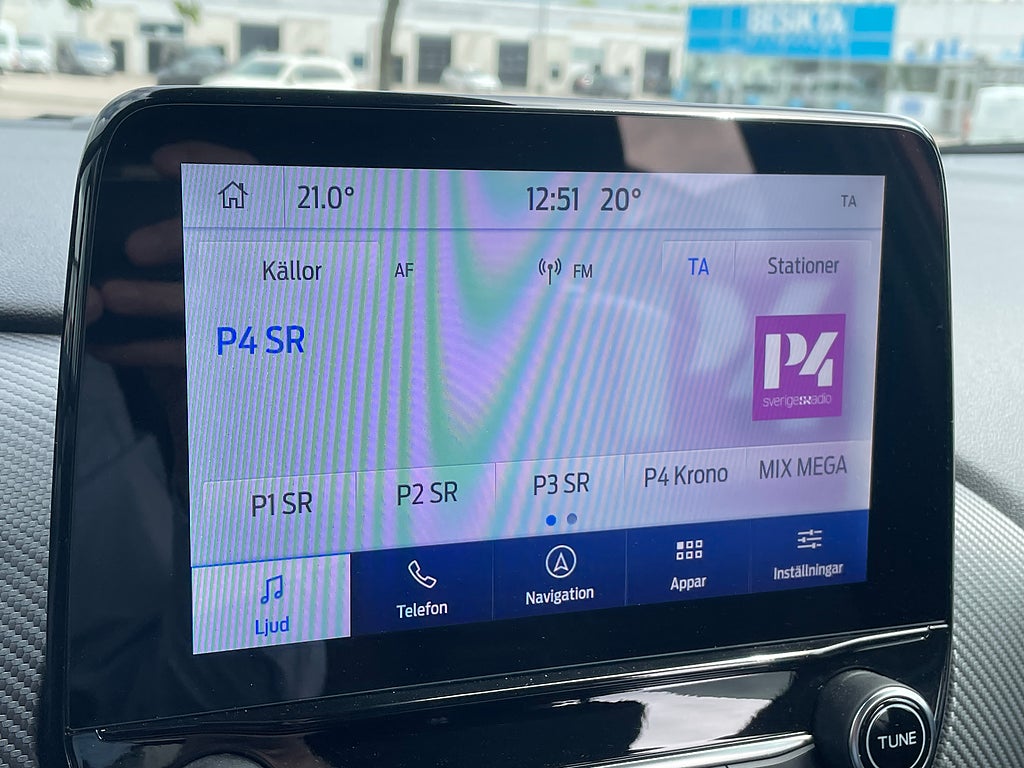 BESIKTA
21.0° 12:51 20° TA
Källor AF FM TA Stationer
P4 SR
P4
sverigesradio
P1 SR P2 SR P3 SR P4 Krono MIX MEGA
Ljud Telefon Navigation Appar Inställningar
TUNE